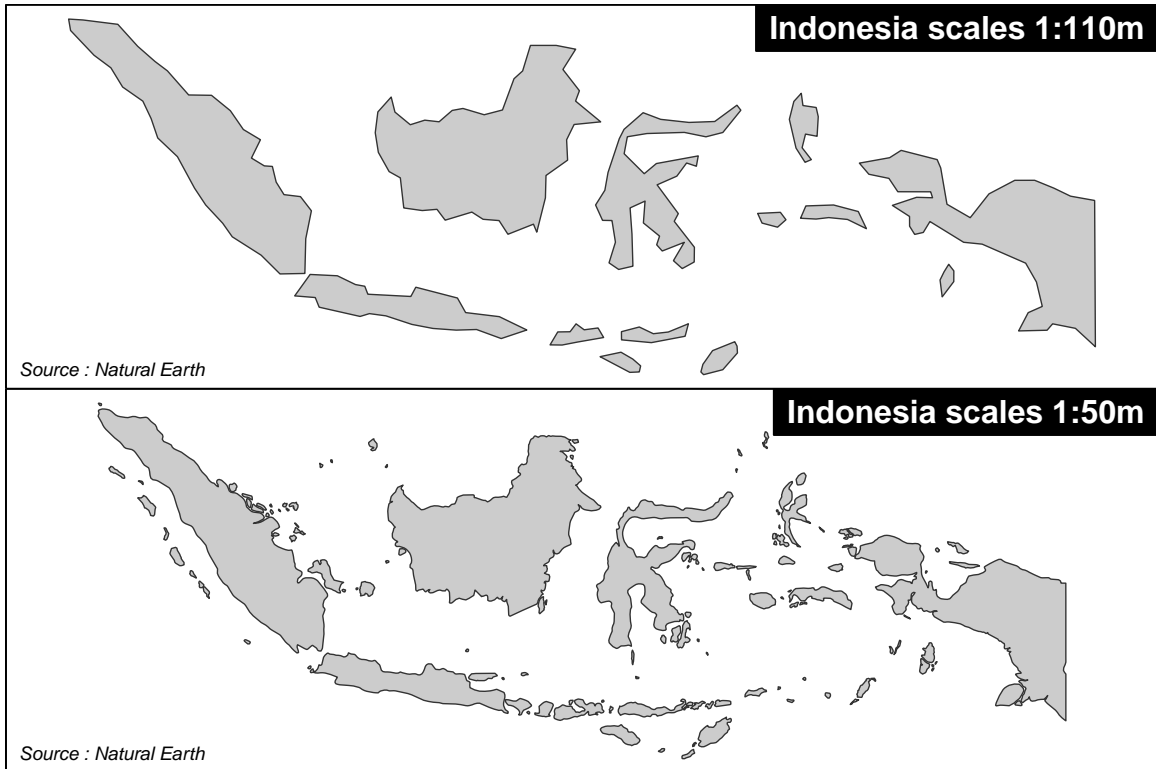 Indonesia scales 1:110m
Source : Natural Earth
Indonesia scales 1:50m
Source : Natural Earth